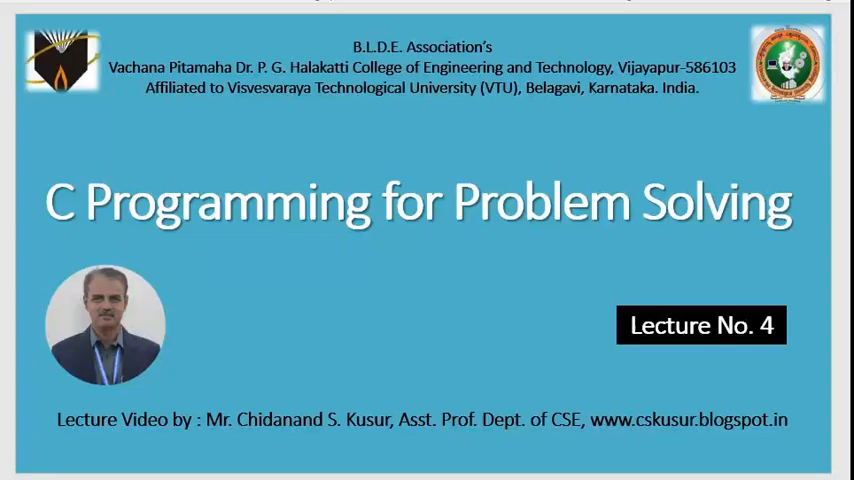 B.L.D.E. Association's
Vachana Pitamaha Dr. P. G. Halakatti College of Engineering and Technology, Vijayapur-586103
Affiliated to Visvesvaraya Technological University (VTU), Belagavi, Karnataka. India.
C Programming for Problem Solving
Lecture No. 4
Lecture Video by : Mr. Chidanand S. Kusur, Asst. Prof. Dept. of CSE, www.cskusur.blogspot.in